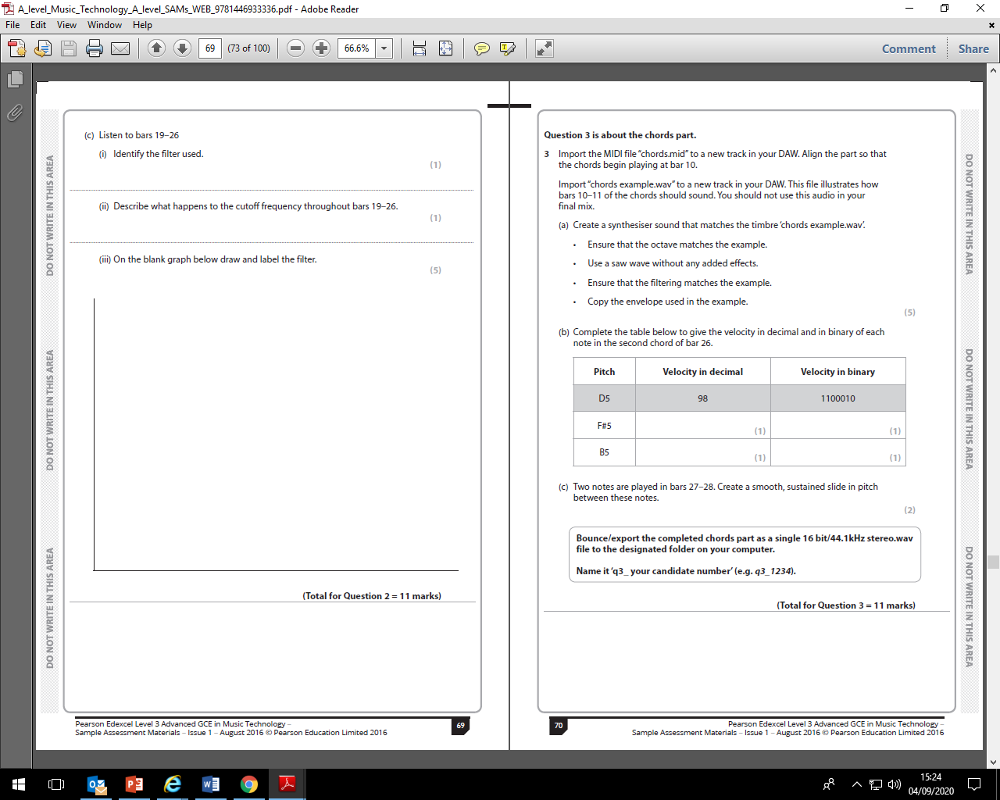 A_level_Music_Technology_A_level_SAMs_WEB_9781446933336.pdf - Adobe Reader
File Edit View Window Help
69 (73 of 100) 66.6% Comment Share
(c) Listen to bars 19–26
(i) Identify the filter used.
(1)
(ii) Describe what happens to the cutoff frequency throughout bars 19–26.
(1)
(iii) On the blank graph below draw and label the filter.
(5)
(Total for Question 2 = 11 marks)
DO NOT WRITE IN THIS AREA
DO NOT WRITE IN THIS AREA
DO NOT WRITE IN THIS AREA
Pearson Edexcel Level 3 Advanced GCE in Music Technology –
Sample Assessment Materials – Issue 1 – August 2016 © Pearson Education Limited 2016
69
Question 3 is about the chords part.
3 Import the MIDI file “chords.mid” to a new track in your DAW. Align the part so that
the chords begin playing at bar 10.
Import “chords example.wav” to a new track in your DAW. This file illustrates how
bars 10–11 of the chords should sound. You should not use this audio in your
final mix.
(a) Create a synthesiser sound that matches the timbre ‘chords example.wav’.
• Ensure that the octave matches the example.
• Use a saw wave without any added effects.
• Ensure that the filtering matches the example.
• Copy the envelope used in the example.
(5)
(b) Complete the table below to give the velocity in decimal and in binary of each
note in the second chord of bar 26.
Pitch Velocity in decimal Velocity in binary
D5 98 1100010
F#5 (1) (1)
B5 (1) (1)
(c) Two notes are played in bars 27–28. Create a smooth, sustained slide in pitch
between these notes.
(2)
Bounce/export the completed chords part as a single 16 bit/44.1kHz stereo.wav
file to the designated folder on your computer.
Name it ‘q3_ your candidate number’ (e.g. q3_1234).
(Total for Question 3 = 11 marks)
DO NOT WRITE IN THIS AREA
DO NOT WRITE IN THIS AREA
DO NOT WRITE IN THIS AREA
70
Pearson Edexcel Level 3 Advanced GCE in Music Technology –
Sample Assessment Materials – Issue 1 – August 2016 © Pearson Education Limited 2016
15:24
04/09/2020